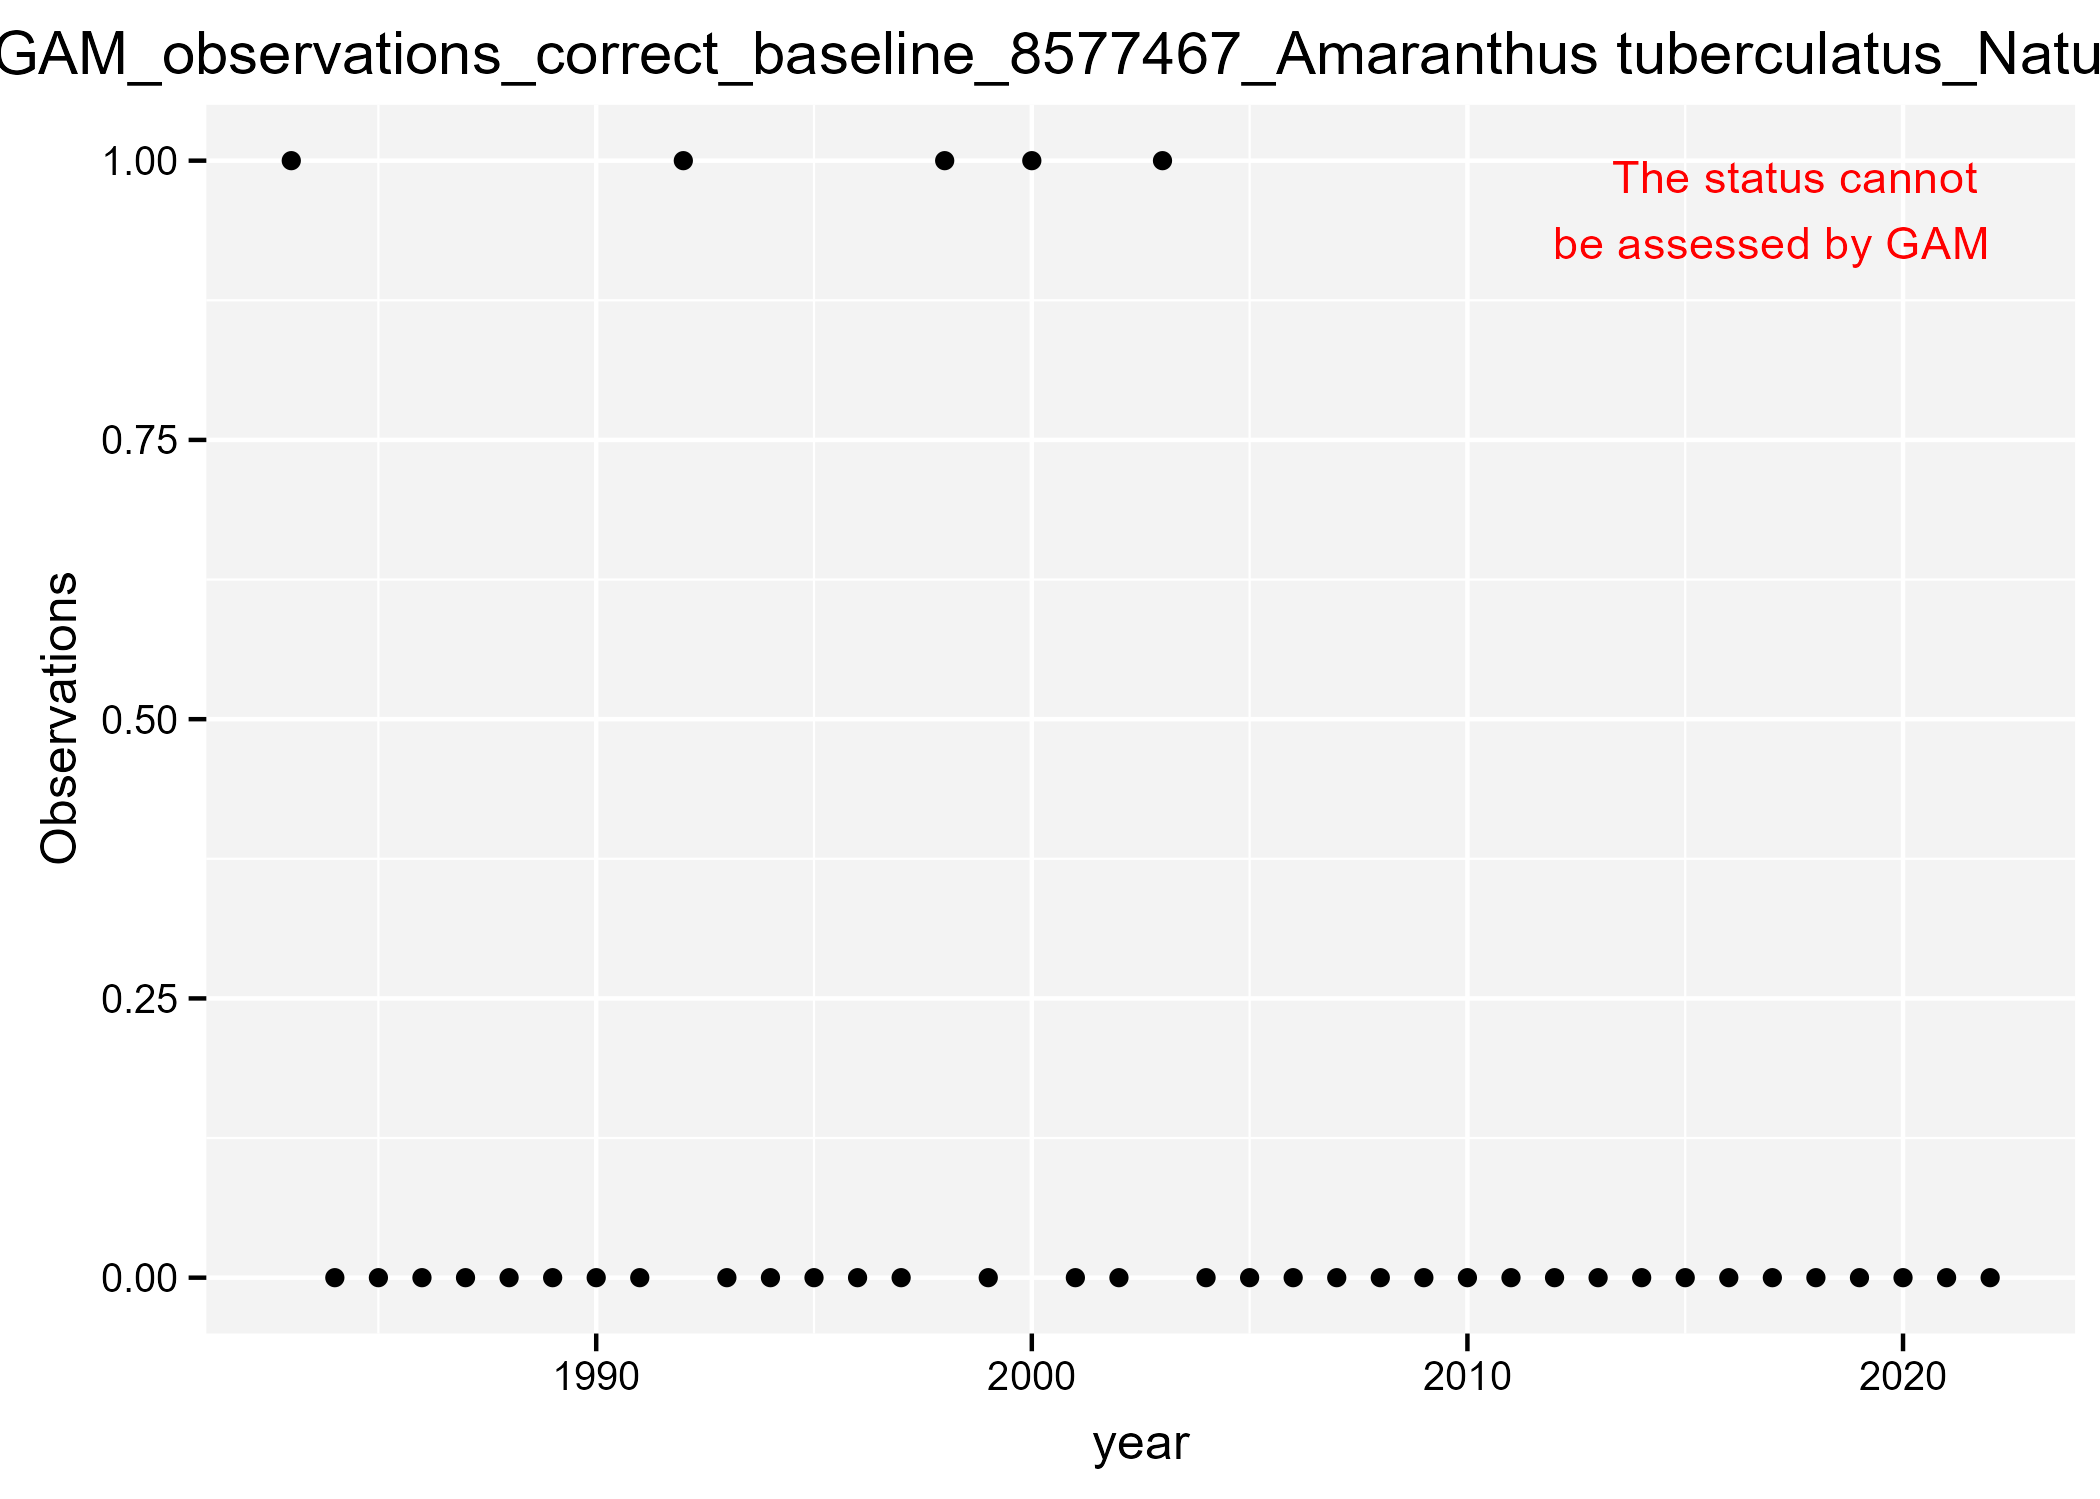 GAM_observations_correct_baseline_8577467_Amaranthus tuberculatus_Natu
1.00
0.75
0.50
0.25
0.00
Observations
The status cannot
be assessed by GAM
1990
2000
2010
2020
year